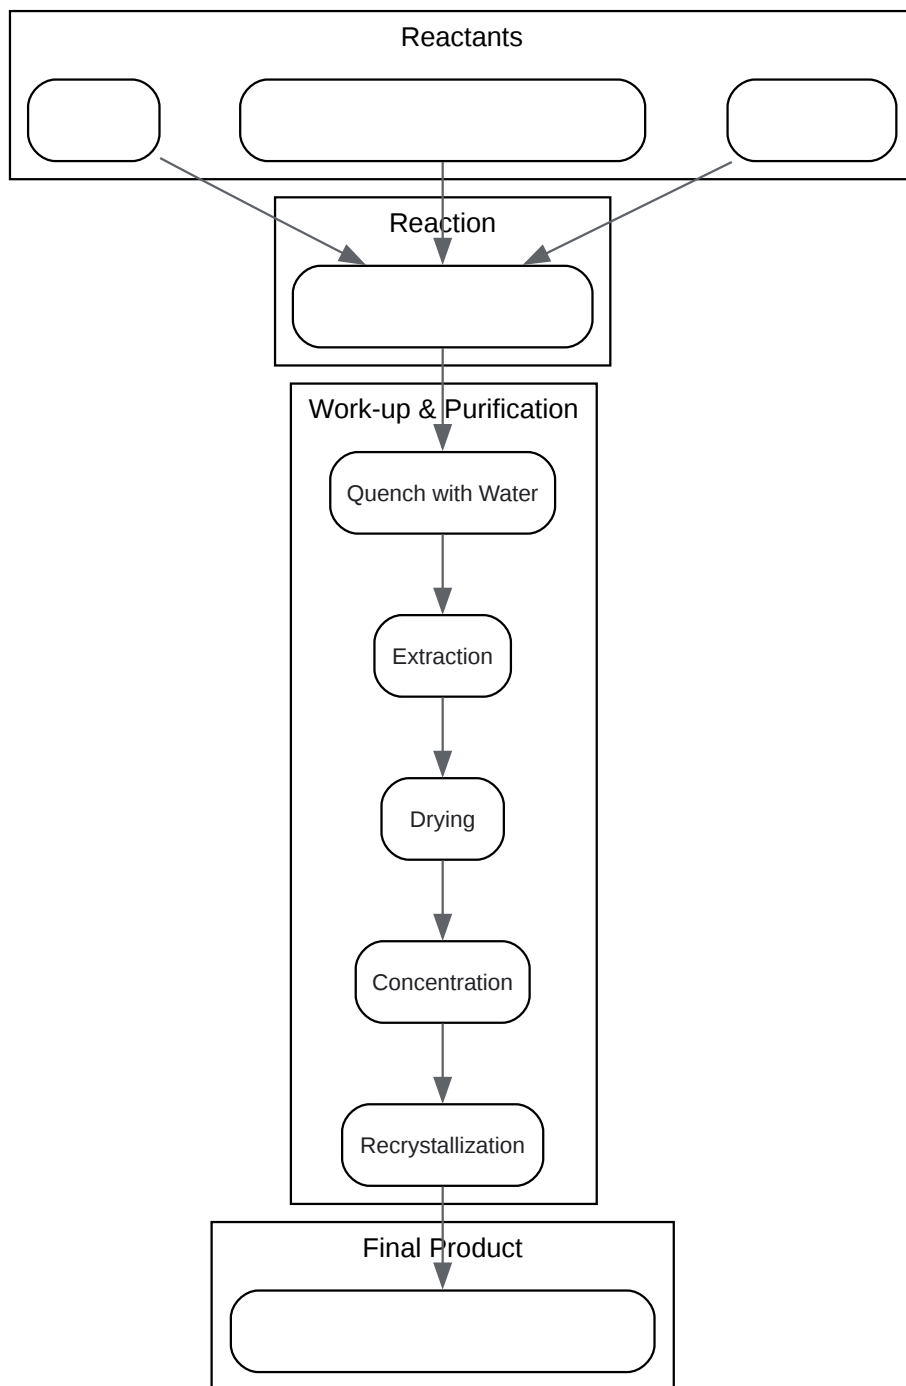 Reactants
Reaction
Work-up & Purification
Quench with Water
Extraction
Drying
Concentration
Recrystallization
Final Product